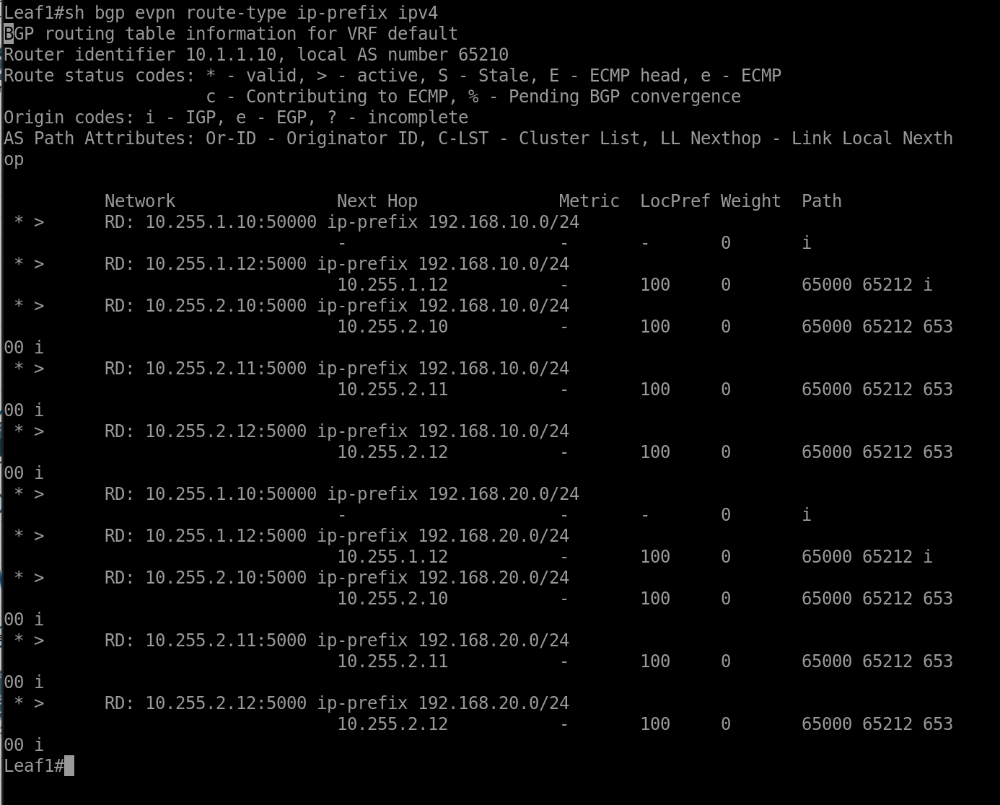 Leaf1#sh bgp evpn route-type ip-prefix ipv4
BGP routing table information for VRF default
Router identifier 10.1.1.10, local AS number 65210
Route status codes: * - valid, > - active, S - Stale, E - ECMP head, e - ECMP
                    c - Contributing to ECMP, % - Pending BGP convergence
Origin codes: i - IGP, e - EGP, ? - incomplete
AS Path Attributes: Or-ID - Originator ID, C-LST - Cluster List, LL Nexthop - Link Local Nexth
op

          Network                Next Hop              Metric  LocPref Weight  Path
 * >      RD: 10.255.1.10:50000 ip-prefix 192.168.10.0/24
                                 -                     -       -       0       i
 * >      RD: 10.255.1.12:5000 ip-prefix 192.168.10.0/24
                                 10.255.1.12           -       100     0       65000 65212 i
 * >      RD: 10.255.2.10:5000 ip-prefix 192.168.10.0/24
                                 10.255.2.10           -       100     0       65000 65212 653
00 i
 * >      RD: 10.255.2.11:5000 ip-prefix 192.168.10.0/24
                                 10.255.2.11           -       100     0       65000 65212 653
00 i
 * >      RD: 10.255.2.12:5000 ip-prefix 192.168.10.0/24
                                 10.255.2.12           -       100     0       65000 65212 653
00 i
 * >      RD: 10.255.1.10:50000 ip-prefix 192.168.20.0/24
                                 -                     -       -       0       i
 * >      RD: 10.255.1.12:5000 ip-prefix 192.168.20.0/24
                                 10.255.1.12           -       100     0       65000 65212 i
 * >      RD: 10.255.2.10:5000 ip-prefix 192.168.20.0/24
                                 10.255.2.10           -       100     0       65000 65212 653
00 i
 * >      RD: 10.255.2.11:5000 ip-prefix 192.168.20.0/24
                                 10.255.2.11           -       100     0       65000 65212 653
00 i
 * >      RD: 10.255.2.12:5000 ip-prefix 192.168.20.0/24
                                 10.255.2.12           -       100     0       65000 65212 653
00 i
Leaf1#